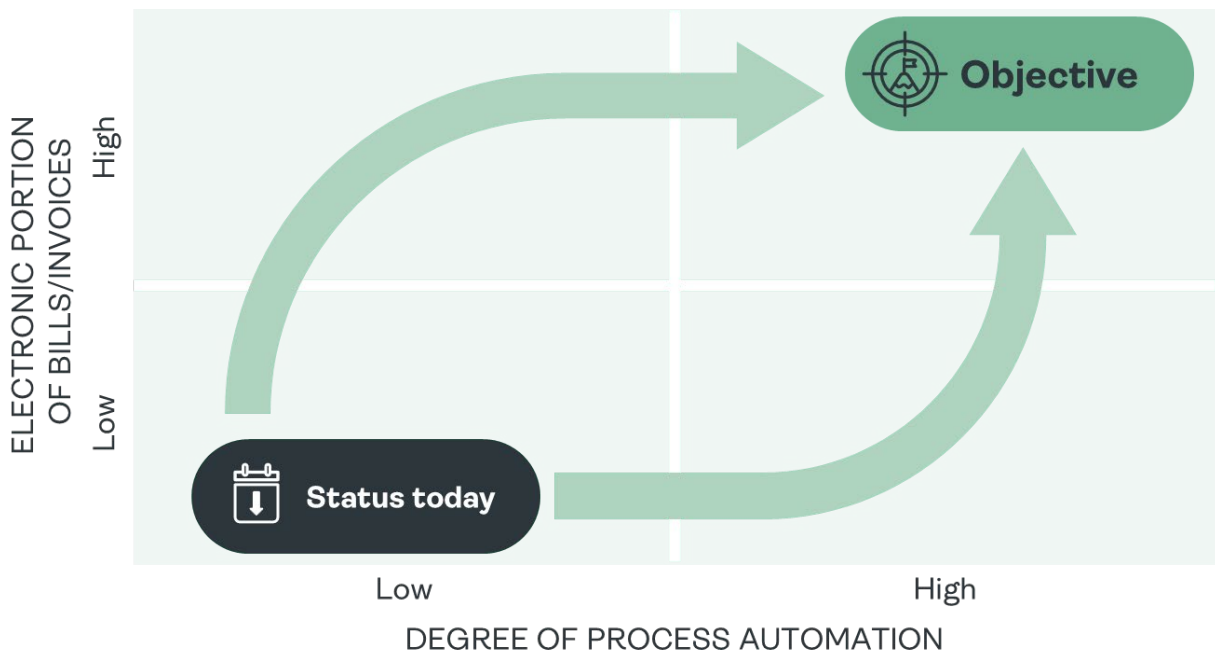 Objective
ELECTRONIC PORTION
OF BILLS/INVOICES
High
Low
Status today
Low
High
DEGREE OF PROCESS AUTOMATION